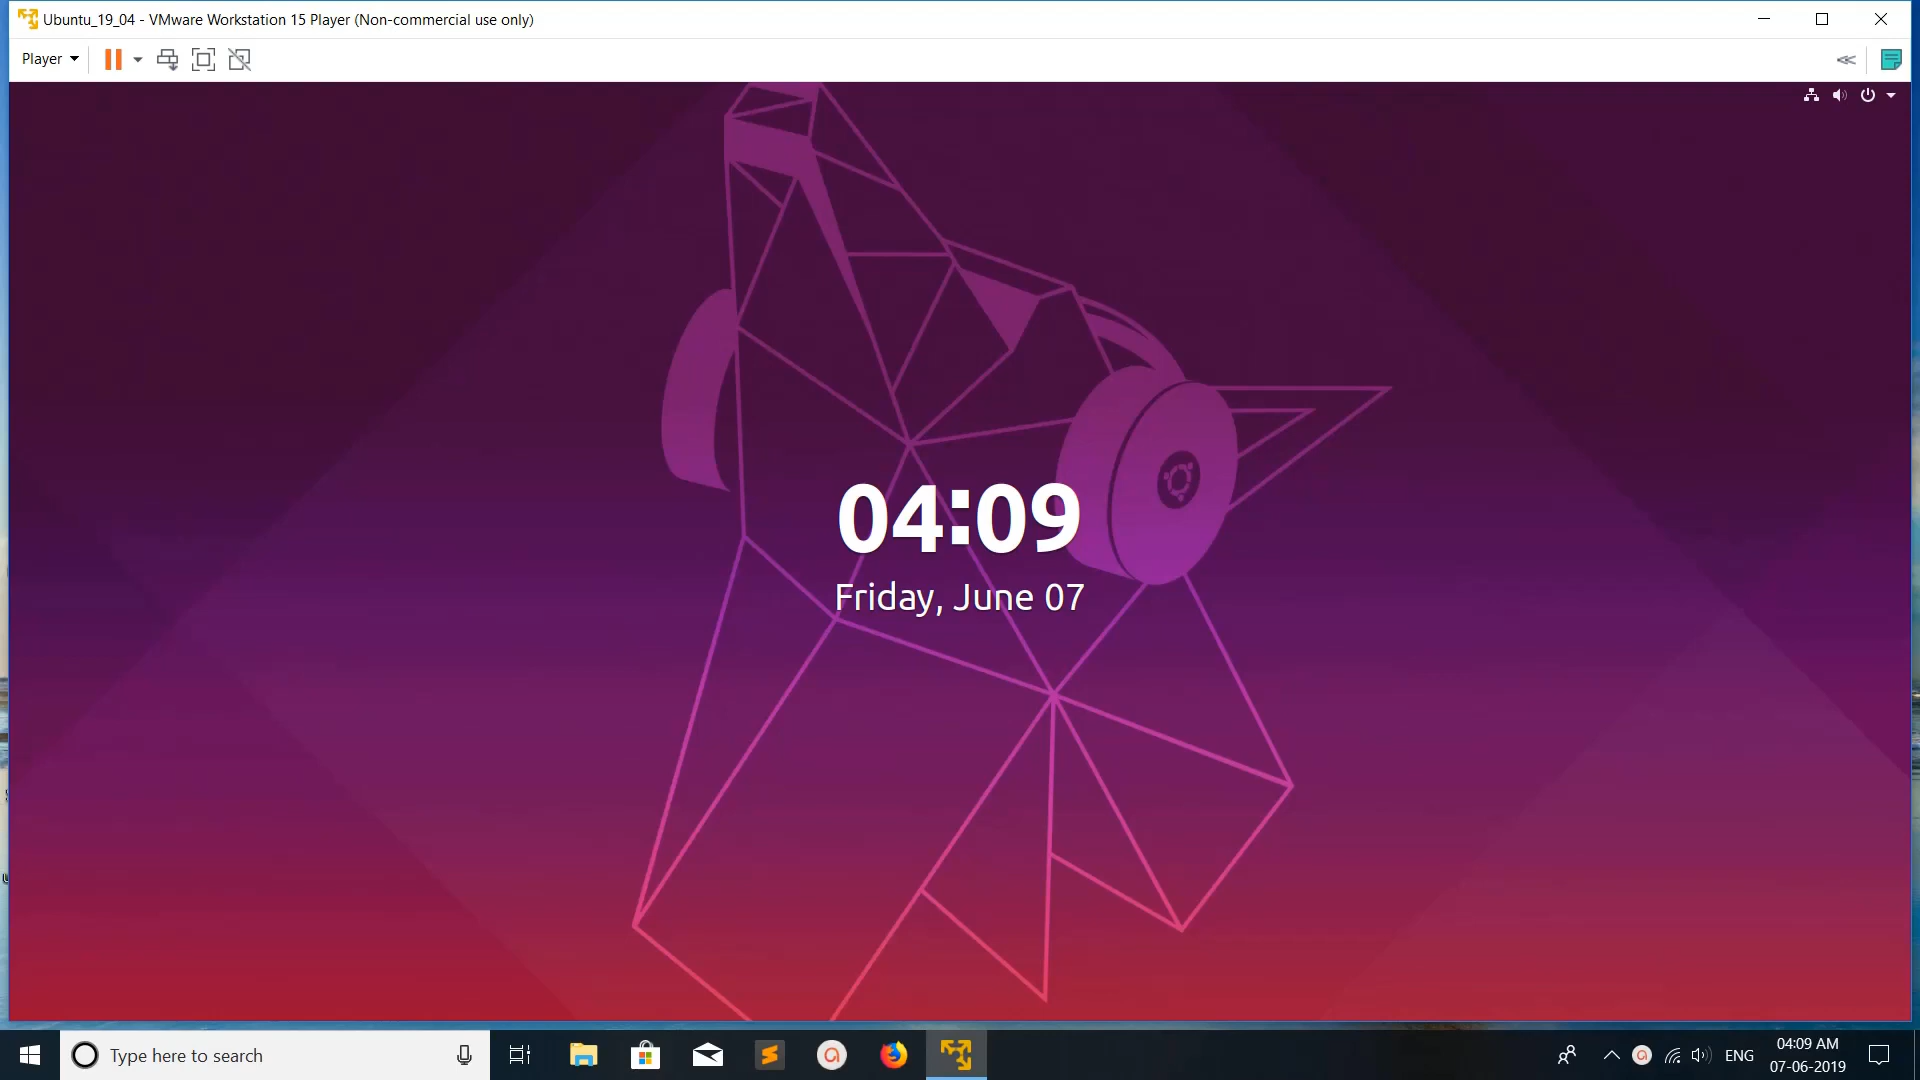 Ubuntu_19_04 - VMware Workstation 15 Player (Non-commercial use only)
Player
04:09
Friday, June 07
Type here to search
ENG
04:09 AM
07-06-2019